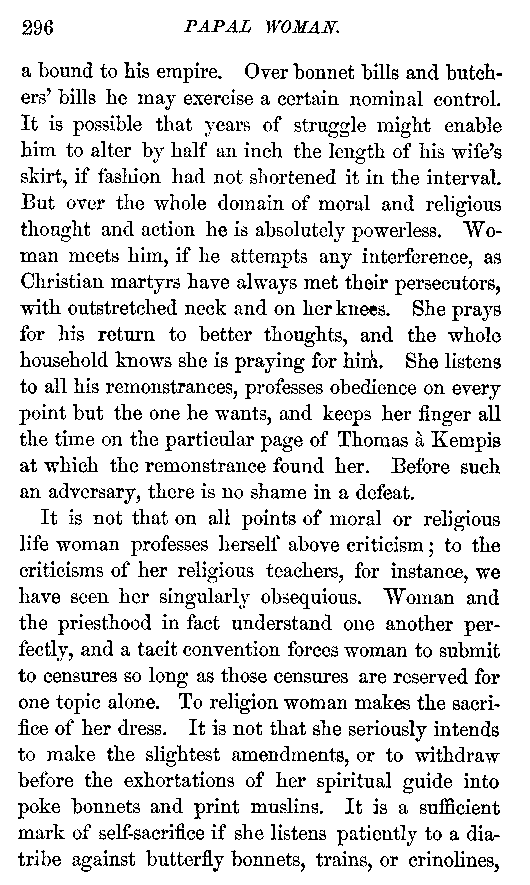 296 PAPAL WOMAN.
a bound to his empire. Over bonnet bills and butch-
ers' bills he may exercise a certain nominal control.
It is possible that years of struggle might enable
him to alter by half an inch the length of his wife's
skirt, if fashion had not shortened it in the interval.
But over the whole domain of moral and religious
thought and action he is absolutely powerless. Wo-
man meets him, if he attempts any interference, as
Christian martyrs have always met their persecutors,
with outstretched neck and on her knees. She prays
for his return to better thoughts, and the whole
household knows she is praying for him. She listens
to all his remonstrances, professes obedience on every
point but the one he wants, and keeps her finger all
the time on the particular page of Thomas à Kempis
at which the remonstrance found her. Before such
an adversary, there is no shame in a defeat.
It is not that on all points of moral or religious
life woman professes herself above criticism; to the
criticisms of her religious teachers, for instance, we
have seen her singularly obsequious. Woman and
the priesthood in fact understand one another per-
fectly, and a tacit convention forces woman to submit
to censures so long as those censures are reserved for
one topic alone. To religion woman makes the sacri-
fice of her dress. It is not that she seriously intends
to make the slightest amendments, or to withdraw
before the exhortations of her spiritual guide into
poke bonnets and print muslins. It is a sufficient
mark of self-sacrifice if she listens patiently to a dia-
tribe against butterfly bonnets, trains, or crinolines,